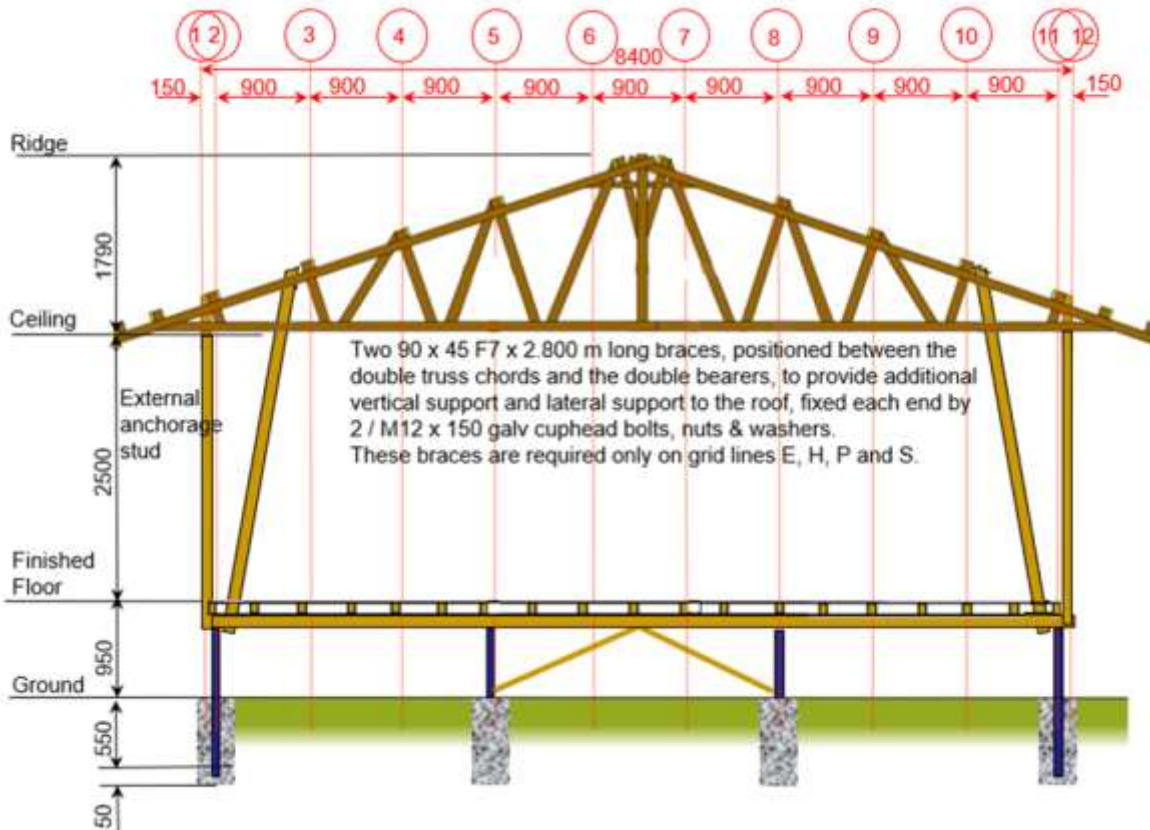 1 2 3 4 5 6 7 8 9 10 11 12
8400
150 900 900 900 900 900 900 900 900 900 150
Ridge
1790
Ceiling
Two 90 x 45 F7 x 2.800 m long braces, positioned between the
double truss chords and the double bearers, to provide additional
vertical support and lateral support to the roof, fixed each end by
2 / M12 x 150 galv cuphead bolts, nuts & washers.
These braces are required only on grid lines E, H, P and S.
External
anchorage
stud
2500
Finished
Floor
950
Ground
550
50